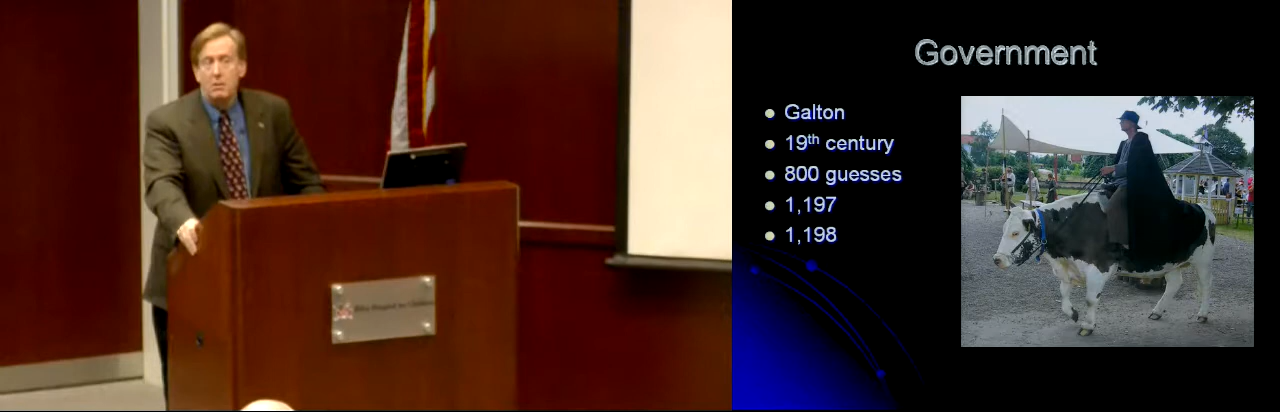 Government
Galton
19th century
800 guesses
1,197
1,198